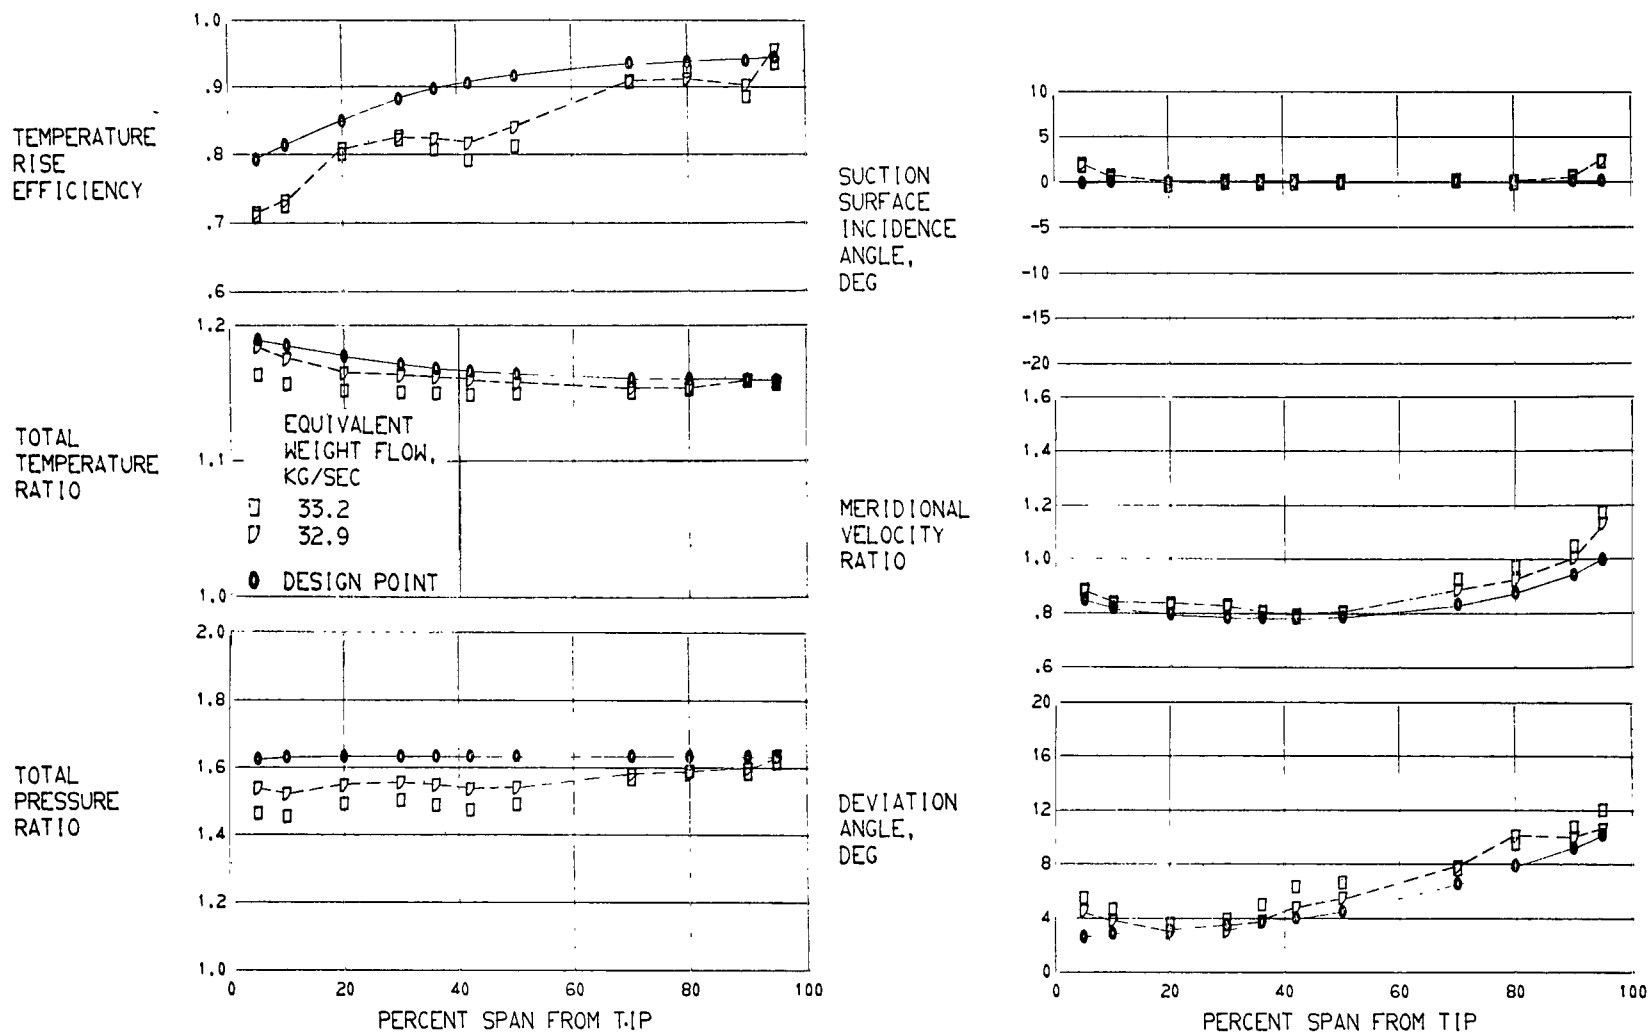 1.0
.9
.8
.7
.6
TEMPERATURE
RISE
EFFICIENCY
1.2
1.1
1.0
TOTAL
TEMPERATURE
RATIO
EQUIVALENT
WEIGHT FLOW,
KG/SEC
33.2
32.9
DESIGN POINT
2.0
1.8
1.6
1.4
1.2
1.0
TOTAL
PRESSURE
RATIO
0 20 40 60 80 100
PERCENT SPAN FROM T.IP
10
5
0
-5
-10
-15
-20
SUCTION
SURFACE
INCIDENCE
ANGLE,
DEG
1.6
1.4
1.2
1.0
.8
.6
MERIDIONAL
VELOCITY
RATIO
20
16
12
8
4
0
DEVIATION
ANGLE,
DEG
0 20 40 60 80 100
PERCENT SPAN FROM TIP